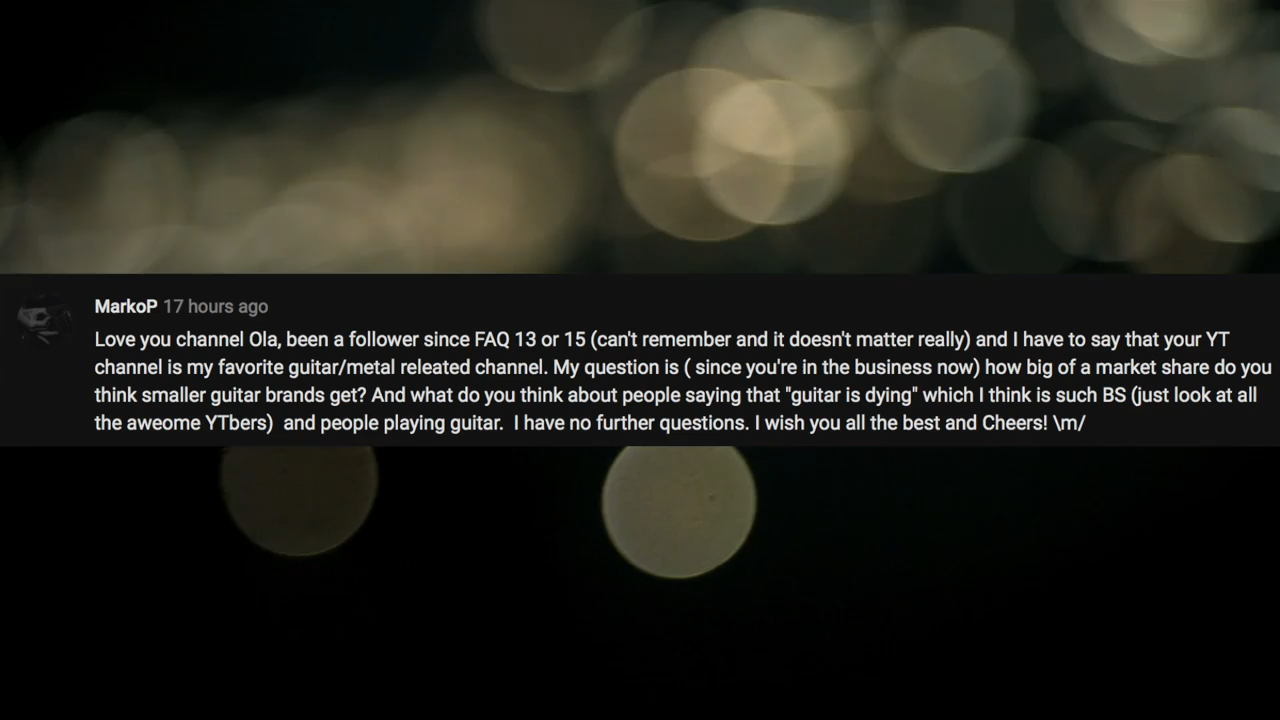 MarkoP 17 hours ago
Love you channel Ola, been a follower since FAQ 13 or 15 (can't remember and it doesn't matter really) and I have to say that your YT
channel is my favorite guitar/metal releated channel. My question is ( since you're in the business now) how big of a market share do you
think smaller guitar brands get? And what do you think about people saying that "guitar is dying" which I think is such BS (just look at all
the aweome YTbers)  and people playing guitar.  I have no further questions. I wish you all the best and Cheers! \m/